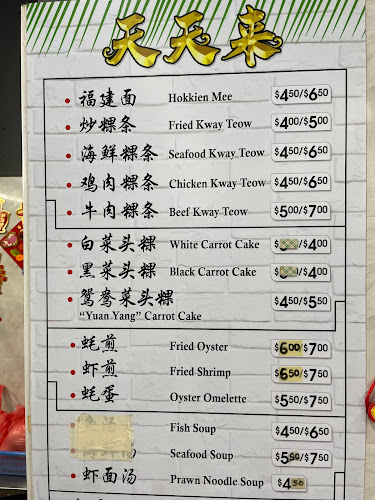 天天来
福建面 Hokkien Mee $4.50/$6.50
炒粿条 Fried Kway Teow $4.00/$5.00
海鲜粿条 Seafood Kway Teow $4.50/$6.50
鸡肉粿条 Chicken Kway Teow $4.50/$6.50
牛肉粿条 Beef Kway Teow $5.00/$7.00
白菜头粿 White Carrot Cake /$4.00
黑菜头粿 Black Carrot Cake /$4.00
鸳鸯菜头粿 $4.50/$5.50
“Yuan Yang” Carrot Cake
蚝煎 Fried Oyster $6.00/$7.00
虾煎 Fried Shrimp $6.50/$7.50
蚝蛋 Oyster Omelette $5.50/$7.50
Fish Soup $4.50/$6.50
Seafood Soup $5.50/$7.50
虾面汤 Prawn Noodle Soup $4.50